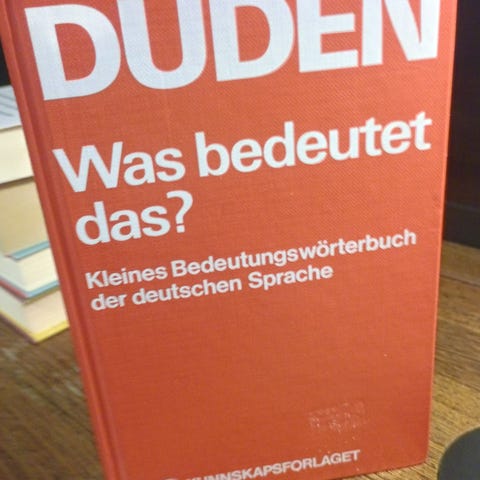 DUDEN
Was bedeutet
das?
Kleines Bedeutungswörterbuch
der deutschen Sprache
KUNNSKAPSFORLAGET